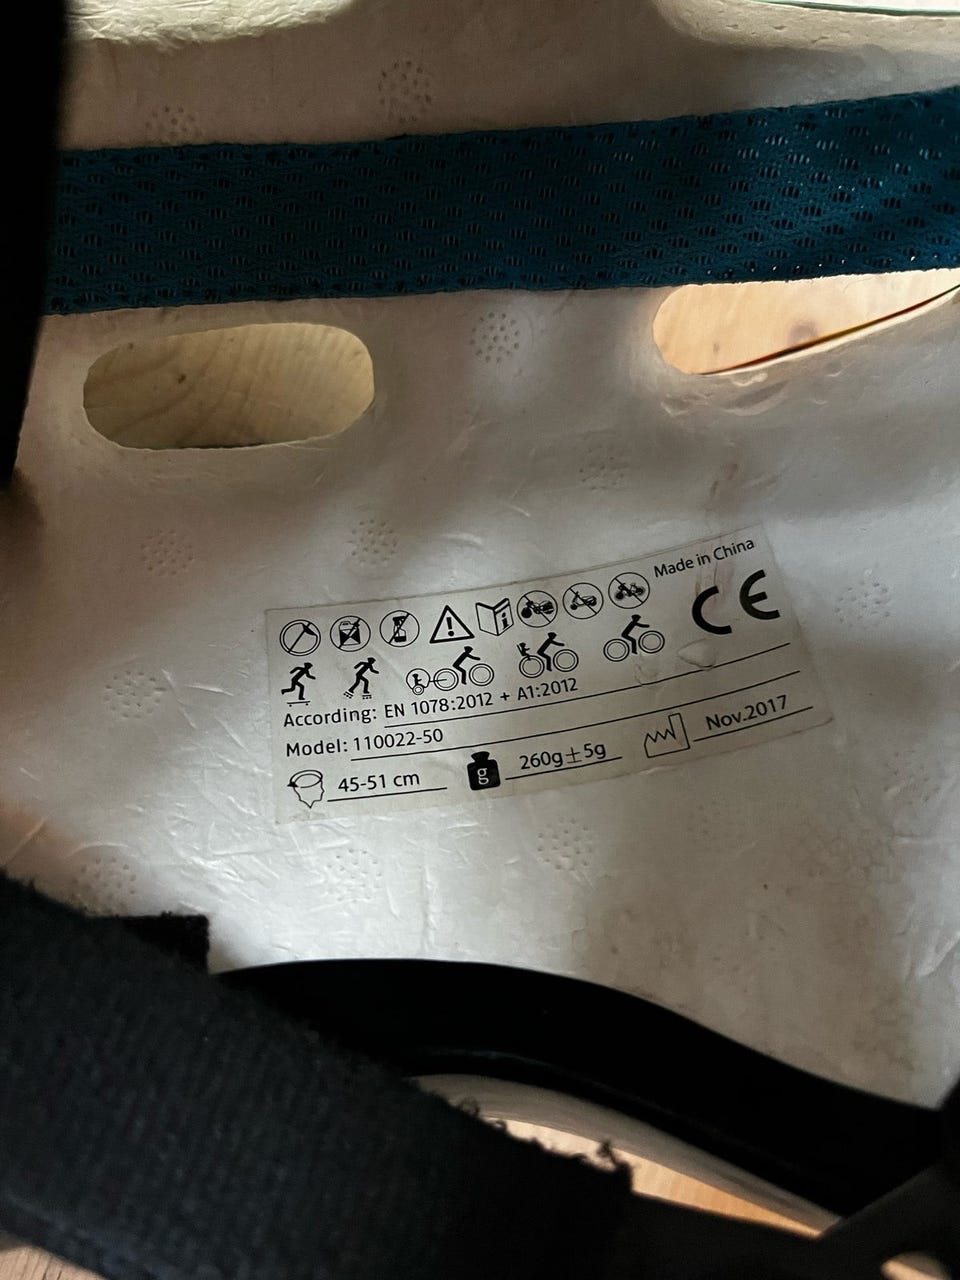 Made in China
CE
According: EN 1078:2012 + A1:2012
Model: 110022-50
45-51 cm
g
260g±5g
Nov.2017